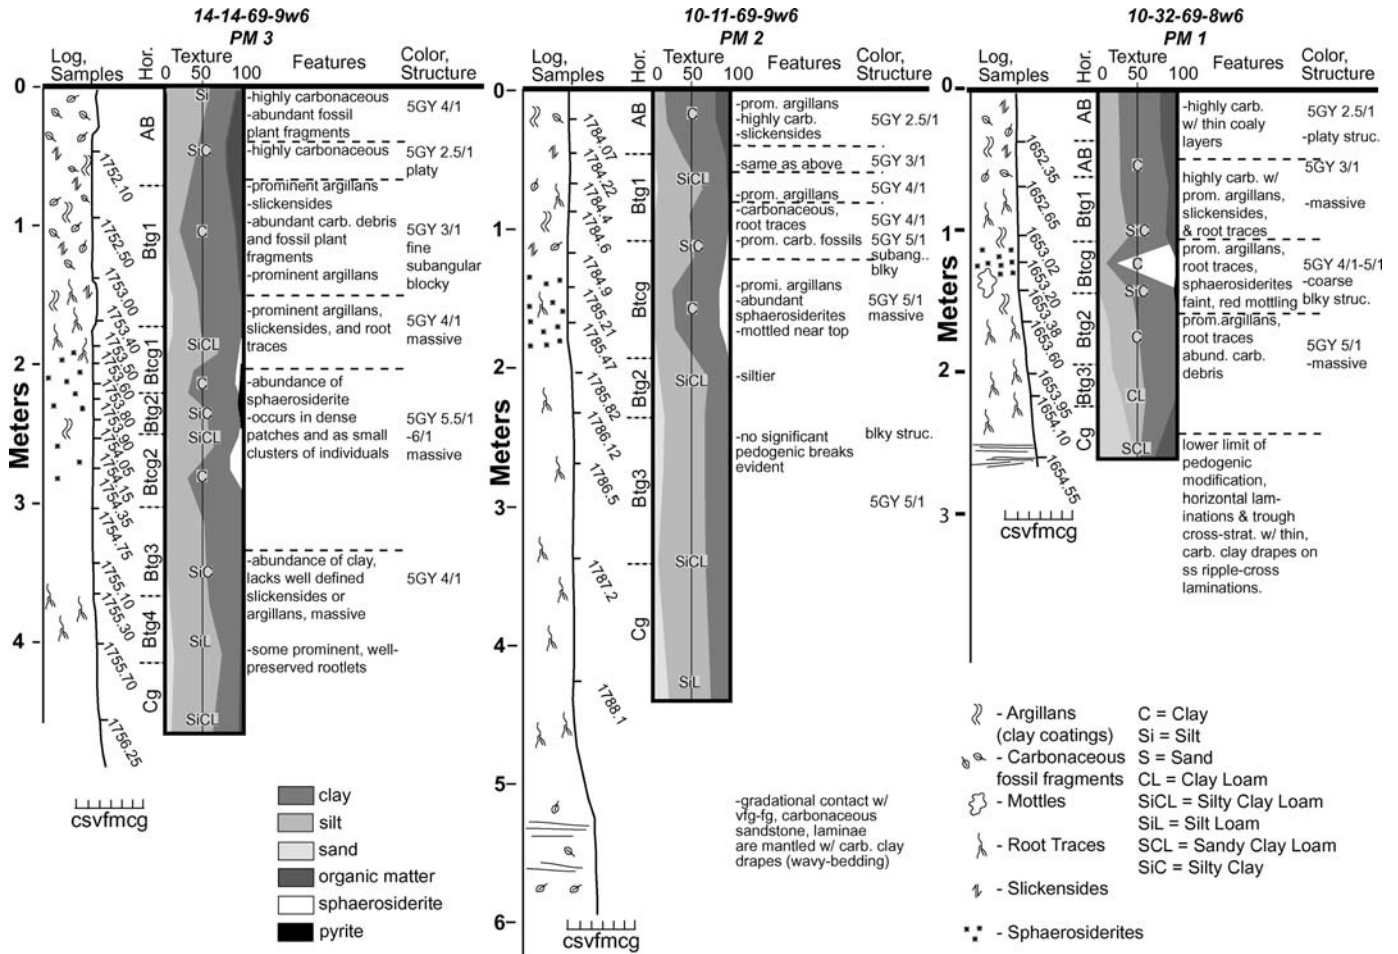 14-14-69-9w6
PM 3
Log,
Samples
Hor.
Texture
0 50 100
Features
Color,
Structure
Meters
0
1
2
3
4
1752.10
1752.50
1753.00
1753.40
1753.50
1753.60
1753.80
1753.90
1754.05
1754.15
1754.35
1754.75
1755.10
1755.30
1755.70
1756.25
csvfmcg
AB
Btg1
Btcg1
Btg2
Btcg2
Btg3
Btg4
Cg
Si
SiC
C
SiCL
C
SiC
SiCL
C
SiC
SiL
SiCL
-highly carbonaceous
-abundant fossil
plant fragments
-highly carbonaceous
-prominent argillans
-slickensides
-abundant carb. debris
and fossil plant
fragments
-prominent argillans
-prominent argillans,
slickensides, and root
traces
-abundance of
sphaerosiderite
-occurs in dense
patches and as small
clusters of individuals
-abundance of clay,
lacks well defined
slickensides or
argillans, massive
-some prominent, well-
preserved rootlets
5GY 4/1
5GY 2.5/1
platy
5GY 3/1
fine
subangular
blocky
5GY 4/1
massive
5GY 5.5/1
-6/1
massive
5GY 4/1
clay
silt
sand
organic matter
sphaerosiderite
pyrite
10-11-69-9w6
PM 2
Log,
Samples
Hor.
Texture
0 50 100
Features
Color,
Structure
Meters
0
1
2
3
4
5
6
1784.07
1784.22
1784.4
1784.6
1784.9
1785.21
1785.47
1785.82
1786.12
1786.5
1787.2
1788.1
csvfmcg
AB
Btg1
Btcg
Btg2
Btg3
Cg
C
SiCL
SiC
C
SiCL
SiCL
SiL
-prom. argillans
-highly carb.
-slickensides
-same as above
-prom. argillans
-carbonaceous,
root traces
-prom. carb. fossils
-promi. argillans
-abundant
sphaerosiderites
-mottled near top
-siltier
-no significant
pedogenic breaks
evident
-gradational contact w/
vfg-fg, carbonaceous
sandstone, laminae
are mantled w/ carb. clay
drapes (wavy-bedding)
5GY 2.5/1
5GY 3/1
5GY 4/1
5GY 4/1
5GY 5/1
subang..
blky
5GY 5/1
massive
blky struc.
5GY 5/1
10-32-69-8w6
PM 1
Log,
Samples
Hor.
Texture
0 50 100
Features
Color,
Structure
Meters
0
1
2
3
1652.35
1652.65
1653.02
1653.20
1653.38
1653.60
1653.95
1654.10
1654.55
csvfmcg
AB
AB
Btg1
Btcg
Btg2
Btg3
Cg
C
SiC
C
SiC
C
CL
SCL
-highly carb.
w/ thin coaly
layers
highly carb. w/
prom. argillans,
slickensides,
& root traces
prom. argillans,
root traces,
sphaerosiderites
faint, red mottling
prom.argillans,
root traces
abund. carb.
debris
lower limit of
pedogenic
modification,
horizontal lam-
inations & trough
cross-strat. w/ thin,
carb. clay drapes on
ss ripple-cross
laminations.
5GY 2.5/1
-platy struc.
5GY 3/1
-massive
5GY 4/1-5/1
-coarse
blky struc.
5GY 5/1
-massive
- Argillans
(clay coatings)
- Carbonaceous
fossil fragments
- Mottles
- Root Traces
- Slickensides
- Sphaerosiderites
C = Clay
Si = Silt
S = Sand
CL = Clay Loam
SiCL = Silty Clay Loam
SiL = Silt Loam
SCL = Sandy Clay Loam
SiC = Silty Clay